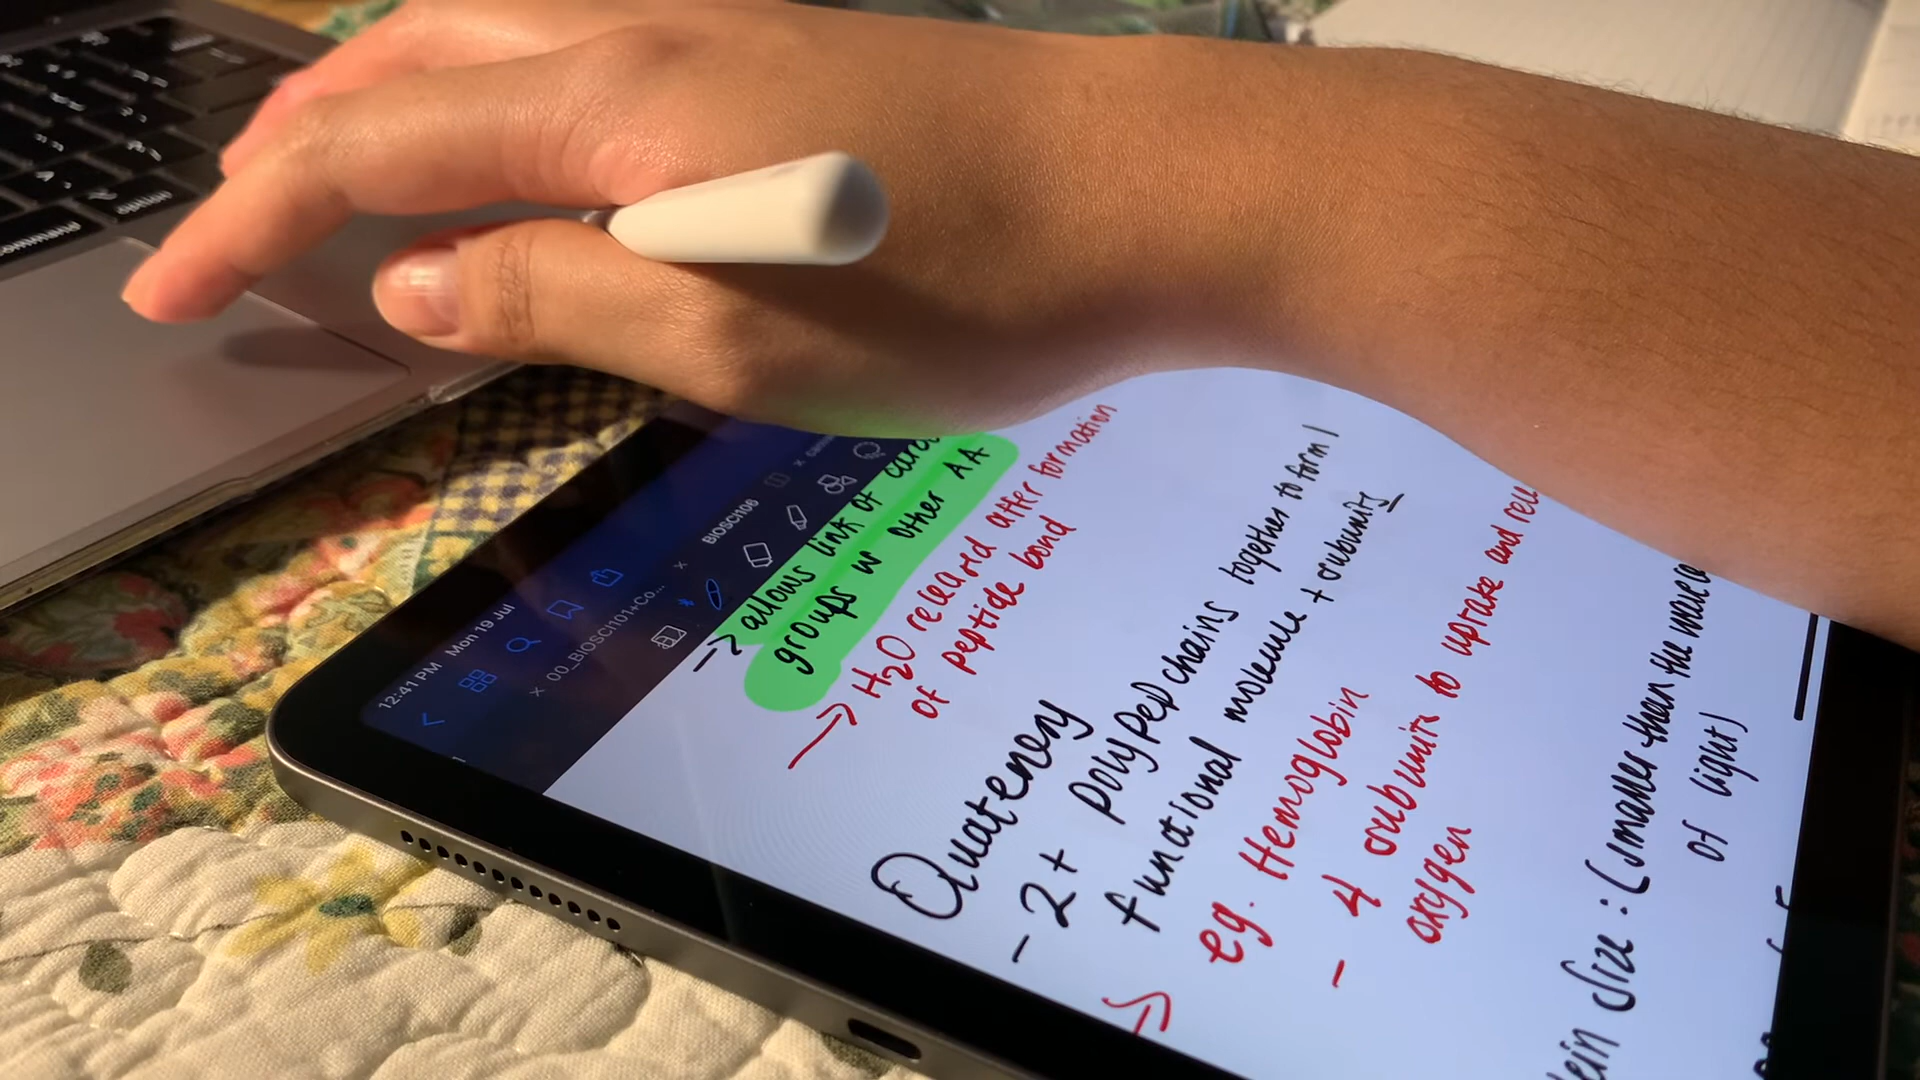 12:41 PM Mon 19 Jul
× 00_BIOSCI101+Co... × BIOSCI106 ×
1
-> allows link of
groups w other AA
-> H2O released after formation
of peptide bond
Quatenery
- 2+ polypep chains together to form 1
functional molecule + subunits
-> eg. Hemoglobin
- 4 subunits to uptake and
oxygen
Size: (smaller than the
of light)